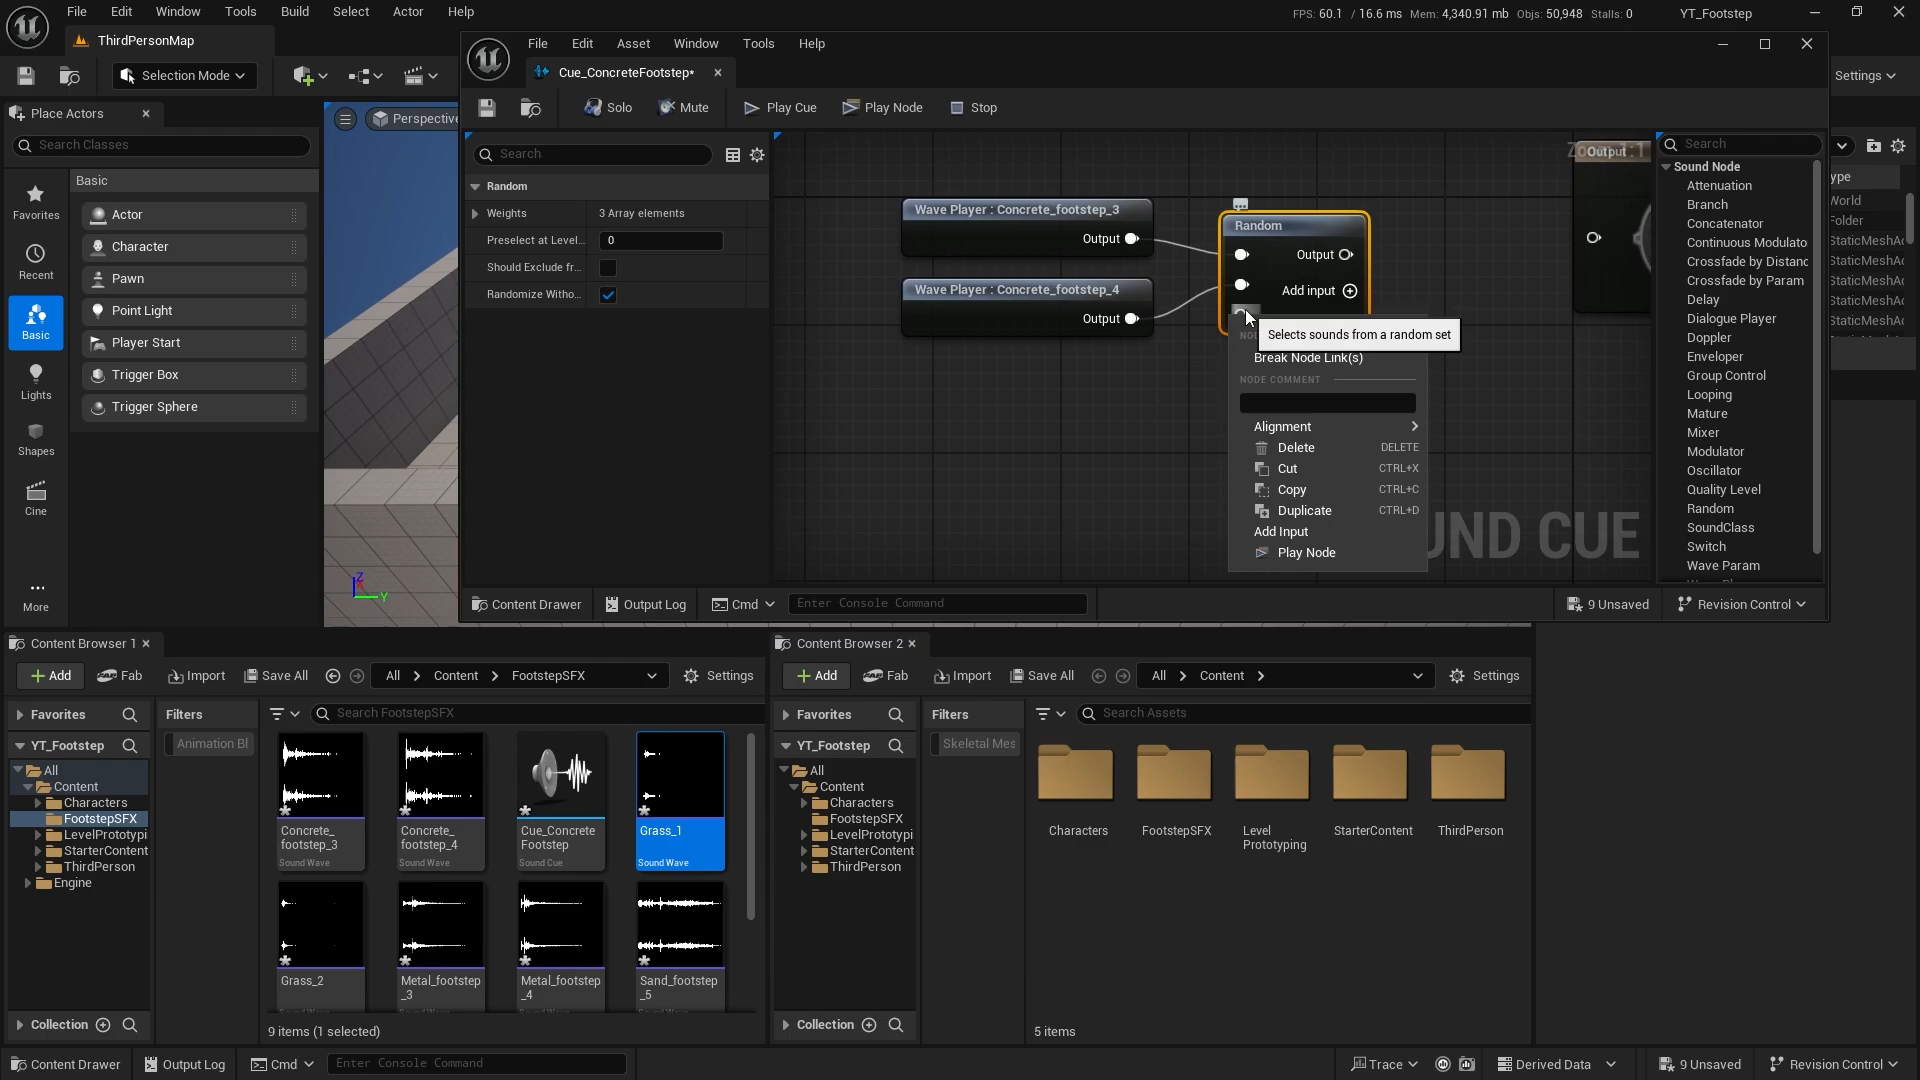 File Edit Window Tools Build Select Actor Help
FPS: 60.1 / 16.6 ms Mem: 4,340.91 mb Objs: 50,948 Stalls: 0 YT_Footstep
ThirdPersonMap
Selection Mode
Settings
Place Actors
Search Classes
Basic
Favorites
Recent
Basic
Lights
Shapes
Cine
More
Actor
Character
Pawn
Point Light
Player Start
Trigger Box
Trigger Sphere
Perspective
Z
Y
File Edit Asset Window Tools Help
Cue_ConcreteFootstep*
Solo Mute Play Cue Play Node Stop
Search
Random
Weights 3 Array elements
Preselect at Level... 0
Should Exclude fr...
Randomize Witho...
Wave Player : Concrete_footstep_3
Output
Wave Player : Concrete_footstep_4
Output
Random
Output
Add input
Output
Selects sounds from a random set
Break Node Link(s)
NODE COMMENT
Alignment
Delete DELETE
Cut CTRL+X
Copy CTRL+C
Duplicate CTRL+D
Add Input
Play Node
UND CUE
Search
Sound Node
Attenuation
Branch
Concatenator
Continuous Modulato
Crossfade by Distanc
Crossfade by Param
Delay
Dialogue Player
Doppler
Enveloper
Group Control
Looping
Mature
Mixer
Modulator
Oscillator
Quality Level
Random
SoundClass
Switch
Wave Param
ype
World
Folder
StaticMeshAc
StaticMeshAc
StaticMeshAc
StaticMeshAc
StaticMeshAc
Content Drawer Output Log Cmd Enter Console Command 9 Unsaved Revision Control
Content Browser 1
Add Fab Import Save All All Content FootstepSFX Settings
Favorites
Filters
Search FootstepSFX
YT_Footstep
Animation Bl
All
Content
Characters
FootstepSFX
LevelPrototypi
StarterContent
ThirdPerson
Engine
Concrete_
footstep_3
Sound Wave
Concrete_
footstep_4
Sound Wave
Cue_Concrete
Footstep
Sound Cue
Grass_1
Sound Wave
Grass_2
Metal_footstep
_3
Metal_footstep
_4
Sand_footstep
_5
Collection
9 items (1 selected)
Content Browser 2
Add Fab Import Save All All Content Settings
Favorites
Filters
Search Assets
YT_Footstep
Skeletal Mes
All
Content
Characters
FootstepSFX
LevelPrototypi
StarterContent
ThirdPerson
Characters
FootstepSFX
Level
Prototyping
StarterContent
ThirdPerson
Collection
5 items
Content Drawer Output Log Cmd Enter Console Command Trace Derived Data 9 Unsaved Revision Control